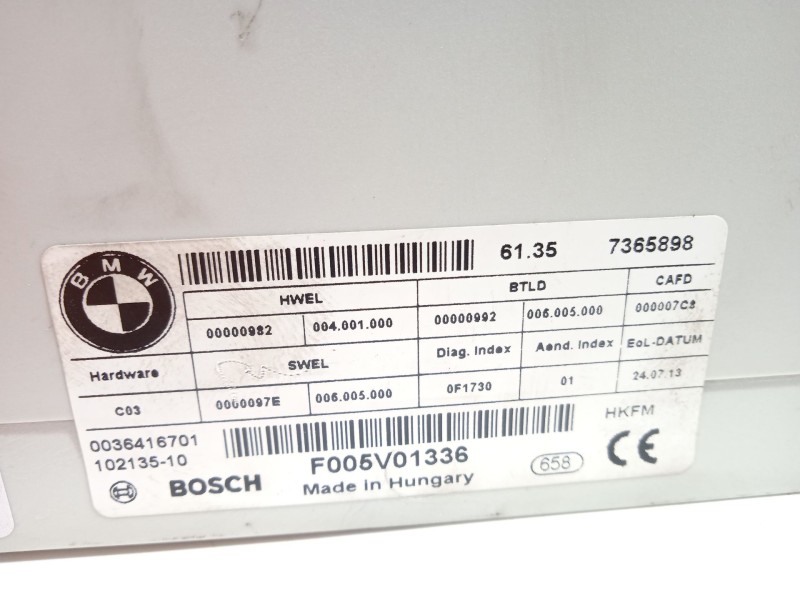 BMW
61.35 7365898
HWEL BTLD CAFD
00000982 004.001.000 00000992 006.005.000 000007C8
Hardware SWEL Diag. Index Aend. Index EoL-DATUM
C03 0000097E 006.005.000 0F1730 01 24.07.13
0036416701 HKFM
102135-10 F005V01336 658 CE
BOSCH Made in Hungary